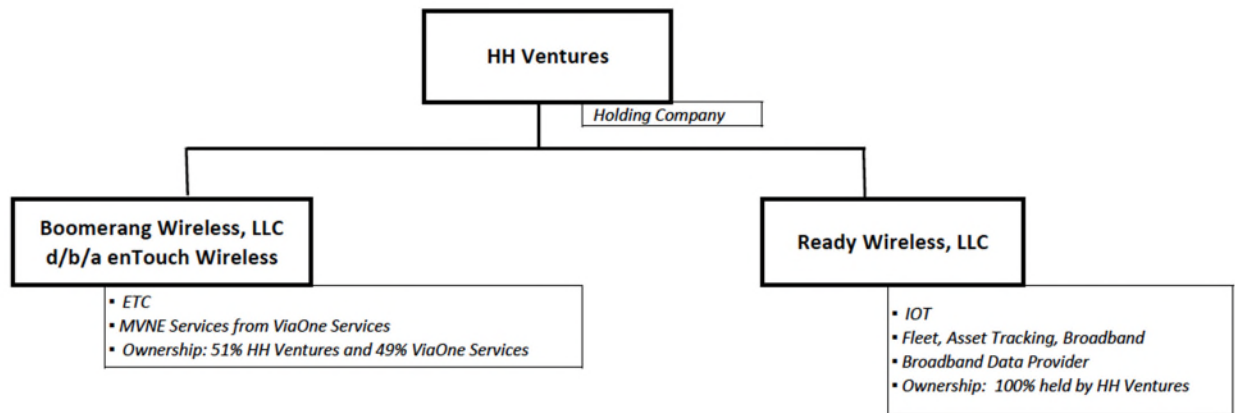 HH Ventures
Holding Company
Boomerang Wireless, LLC
d/b/a enTouch Wireless
▪ ETC
▪ MVNE Services from ViaOne Services
▪ Ownership: 51% HH Ventures and 49% ViaOne Services
Ready Wireless, LLC
▪ IOT
▪ Fleet, Asset Tracking, Broadband
▪ Broadband Data Provider
▪ Ownership: 100% held by HH Ventures